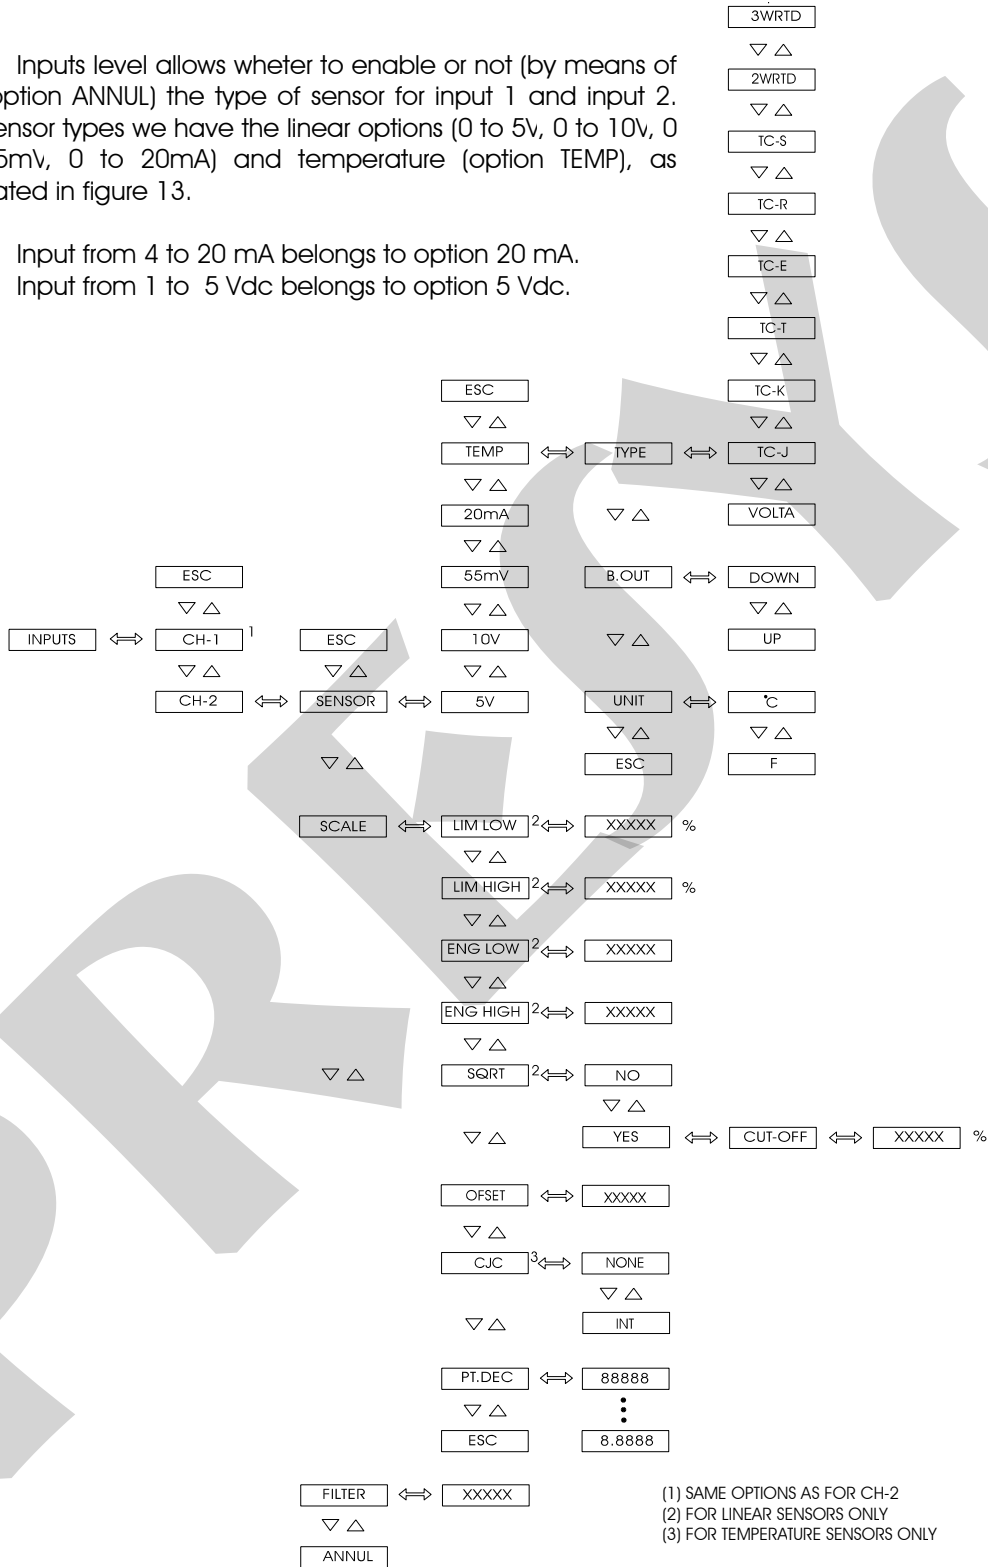 3WRTD
Inputs level allows wheter to enable or not (by means of
option ANNUL) the type of sensor for input 1 and input 2.
ensor types we have the linear options (0 to 5V, 0 to 10V, 0
5mV, 0 to 20mA) and temperature (option TEMP), as
ated in figure 13.
2WRTD
TC-S
TC-R
Input from 4 to 20 mA belongs to option 20 mA.
Input from 1 to 5 Vdc belongs to option 5 Vdc.
TC-E
TC-T
ESC TC-K
TEMP TYPE TC-J
20mA VOLTA
ESC 55mV B.OUT DOWN
INPUTS CH-1 1 ESC 10V UP
CH-2 SENSOR 5V UNIT °C
ESC F
SCALE LIM LOW 2 XXXXX %
LIM HIGH 2 XXXXX %
ENG LOW 2 XXXXX
ENG HIGH 2 XXXXX
SQRT 2 NO
YES CUT-OFF XXXXX %
OFSET XXXXX
CJC 3 NONE
INT
PT.DEC 88888
ESC 8.8888
FILTER XXXXX
ANNUL
(1) SAME OPTIONS AS FOR CH-2
(2) FOR LINEAR SENSORS ONLY
(3) FOR TEMPERATURE SENSORS ONLY
PRESYS